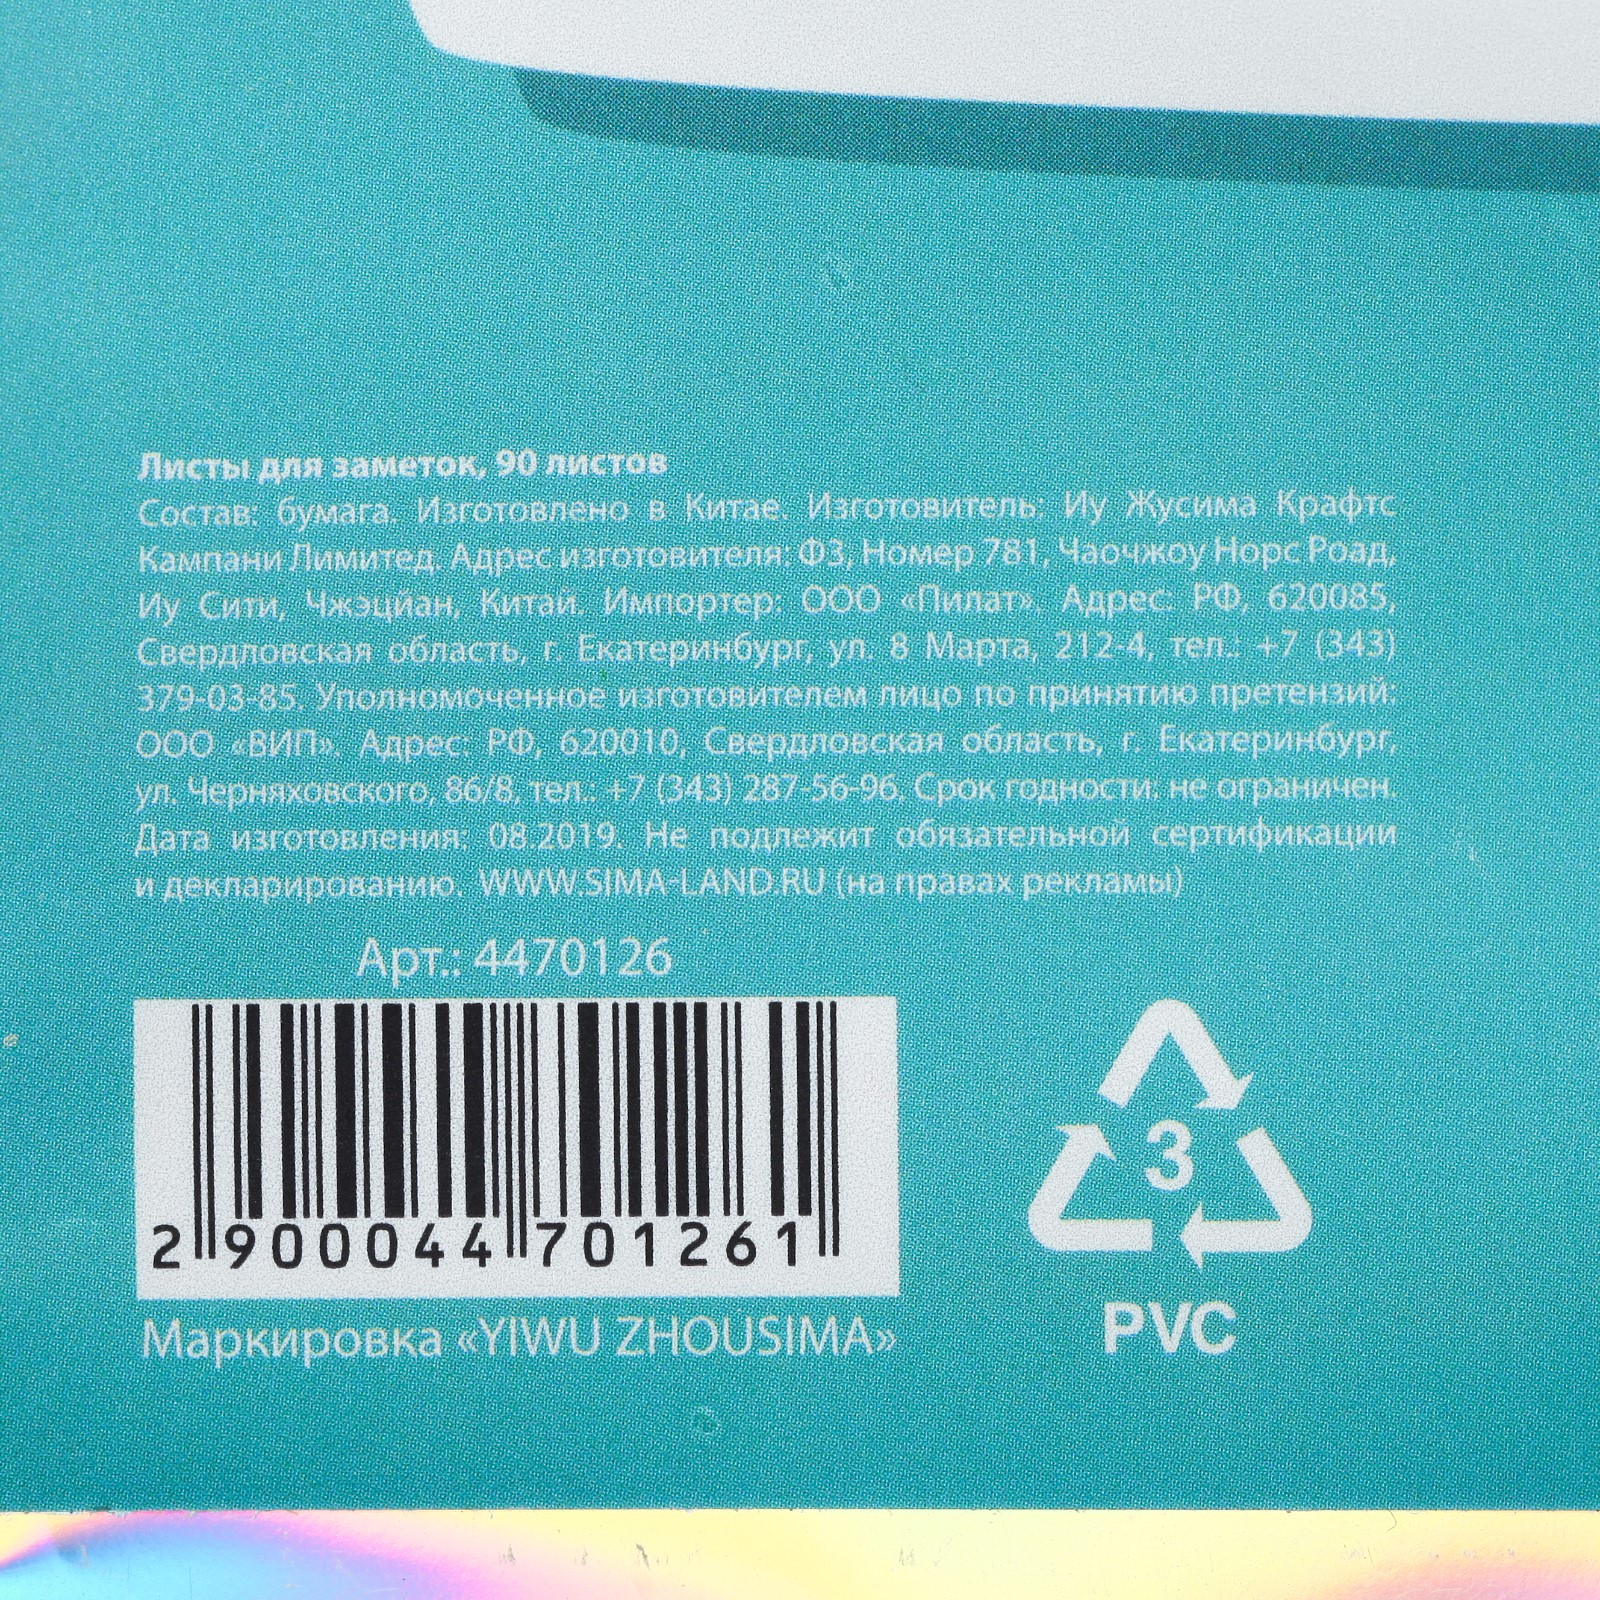 Листы для заметок, 90 листов
Состав: бумага. Изготовлено в Китае. Изготовитель: Иу Жусима Крафтс
Кампани Лимитед. Адрес изготовителя: Ф3, Номер 781, Чаочжоу Норс Роад,
Иу Сити, Чжэцйан, Китай. Импортер: ООО «Пилат». Адрес: РФ, 620085,
Свердловская область, г. Екатеринбург, ул. 8 Марта, 212-4, тел.: +7 (343)
379-03-85. Уполномоченное изготовителем лицо по принятию претензий:
ООО «ВИП». Адрес: РФ, 620010, Свердловская область, г. Екатеринбург,
ул. Черняховского, 86/8, тел.: +7 (343) 287-56-96. Срок годности: не ограничен.
Дата изготовления: 08.2019. Не подлежит обязательной сертификации
и декларированию. WWW.SIMA-LAND.RU (на правах рекламы)
Арт.: 4470126
2 900044 701261
Маркировка «YIWU ZHOUSIMA»
3
PVC